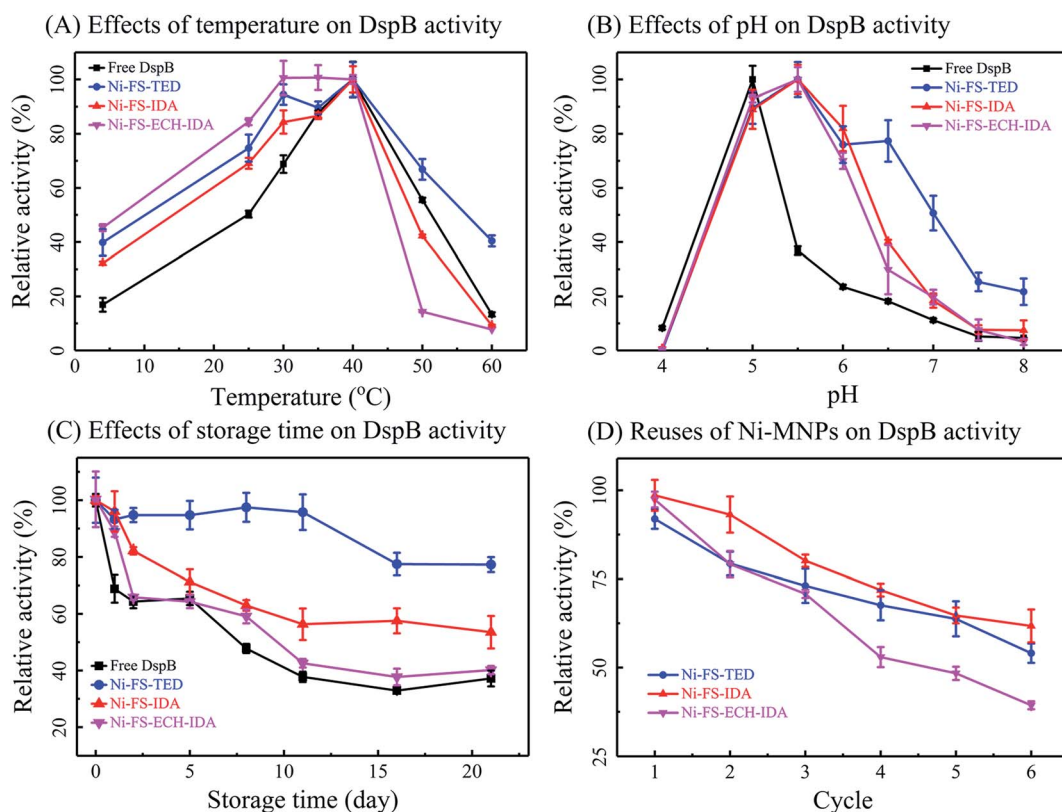 (A) Effects of temperature on DspB activity
Relative activity (%)
0 20 40 60 80 100
Free DspB
Ni-FS-TED
Ni-FS-IDA
Ni-FS-ECH-IDA
0 10 20 30 40 50 60
Temperature (°C)
(B) Effects of pH on DspB activity
Relative activity (%)
0 20 40 60 80 100
Free DspB
Ni-FS-TED
Ni-FS-IDA
Ni-FS-ECH-IDA
4 5 6 7 8
pH
(C) Effects of storage time on DspB activity
Relative activity (%)
20 40 60 80 100
Free DspB
Ni-FS-TED
Ni-FS-IDA
Ni-FS-ECH-IDA
0 5 10 15 20
Storage time (day)
(D) Reuses of Ni-MNPs on DspB activity
Relative activity (%)
25 50 75 100
Ni-FS-TED
Ni-FS-IDA
Ni-FS-ECH-IDA
1 2 3 4 5 6
Cycle